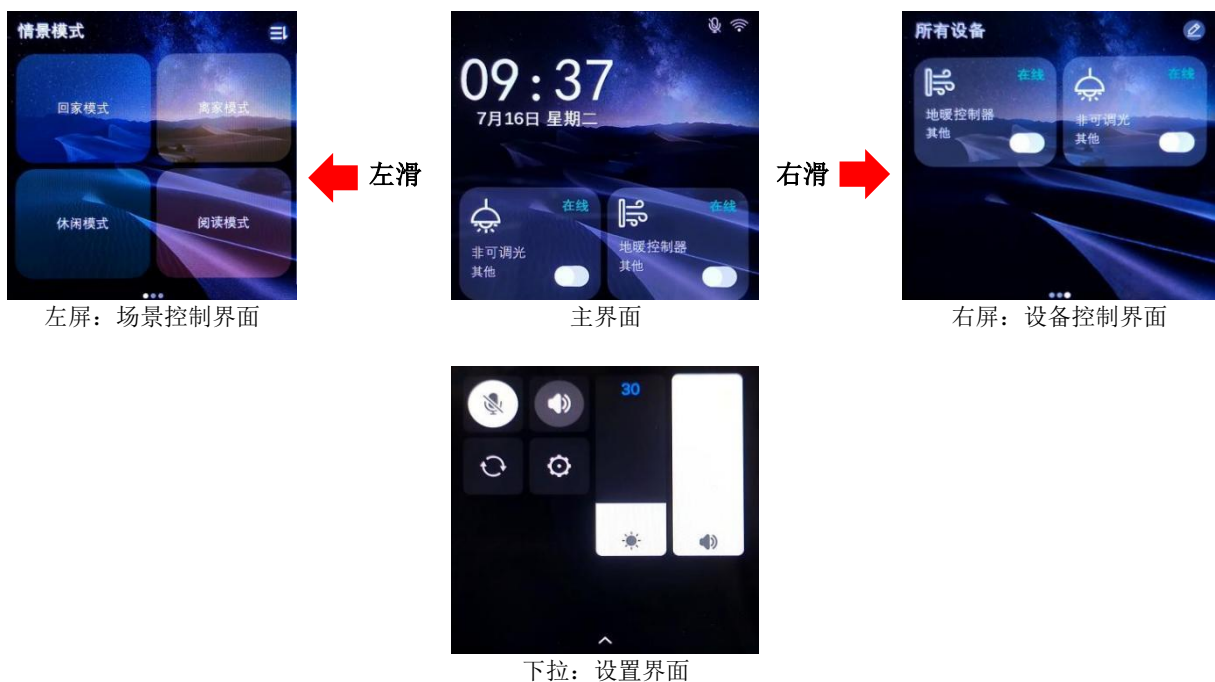 情景模式
回家模式
离家模式
休闲模式
阅读模式
左屏：场景控制界面
左滑
09:37
7月16日 星期二
在线
非可调光
其他
在线
地暖控制器
其他
主界面
右滑
所有设备
在线
地暖控制器
其他
在线
非可调光
其他
右屏：设备控制界面
30
下拉：设置界面